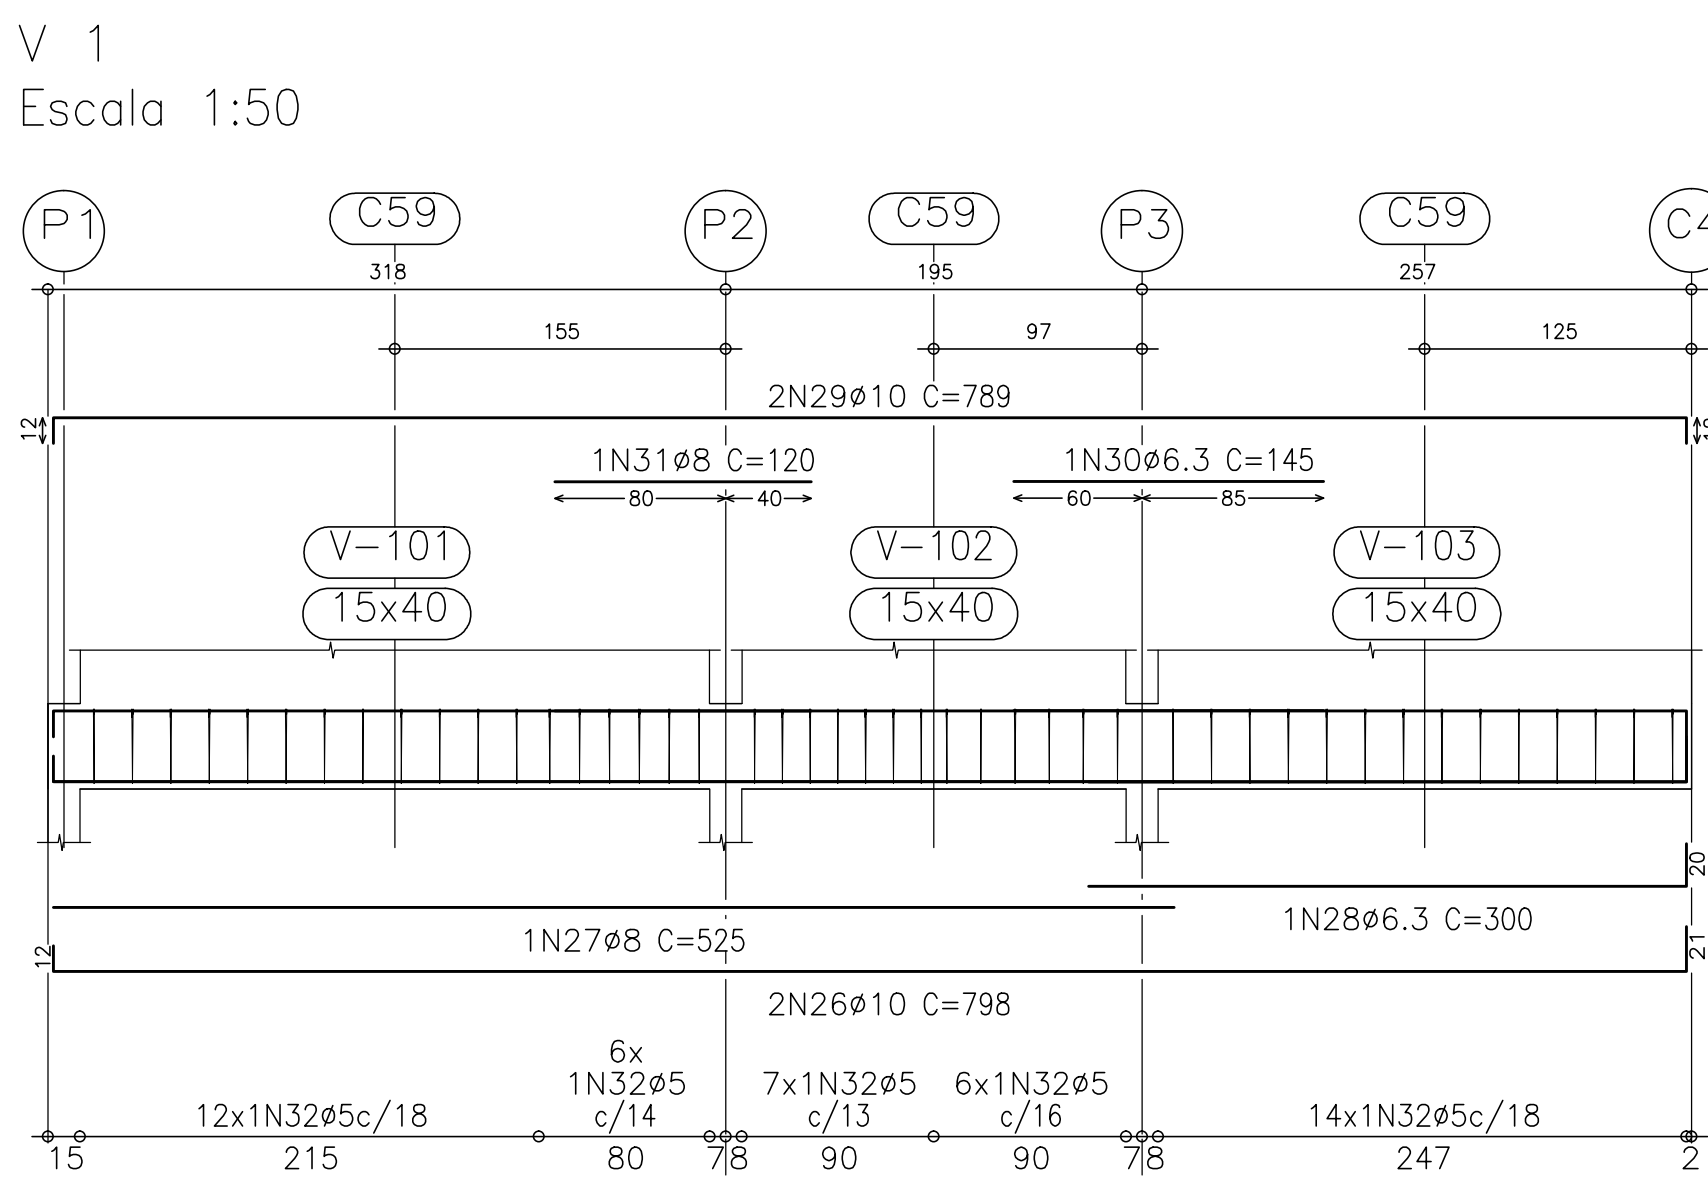 V 1
Escala 1:50
P1 C59 P2 C59 P3 C59 C4
318 195 257
155 97 125
2N29ø10 C=789
12
1N31ø8 C=120 1N30ø6.3 C=145
80 40 60 85
V-101 V-102 V-103
15x40 15x40 15x40
20
1N28ø6.3 C=300
1N27ø8 C=525
12 21
2N26ø10 C=798
6x
1N32ø5 7x1N32ø5 6x1N32ø5
12x1N32ø5c/18 c/14 c/13 c/16 14x1N32ø5c/18
15 215 80 7 8 90 90 7 8 247 2